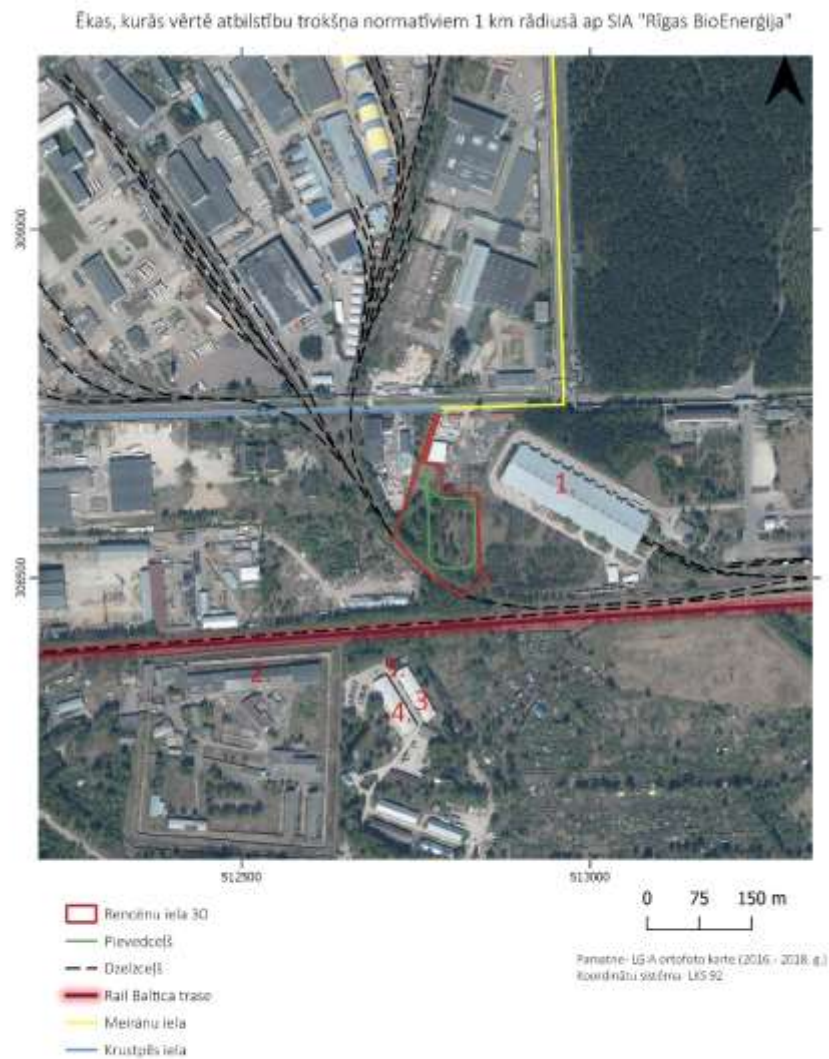 Ēkas, kurās vērtē atbilstību trokšņa normatīviem 1 km rādiusā ap SIA "Rīgas BioEnerģija"
309000
1
308500
2
5
3
4
512500
513000
Rencēnu iela 30
Pievedceļš
Dzelzceļš
Rail Baltica trase
Meirānu iela
Krustpils iela
0 75 150 m
Pamatne- LĢIA ortofoto karte (2016. - 2018. g.)
Koordinātu sistēma- LKS 92